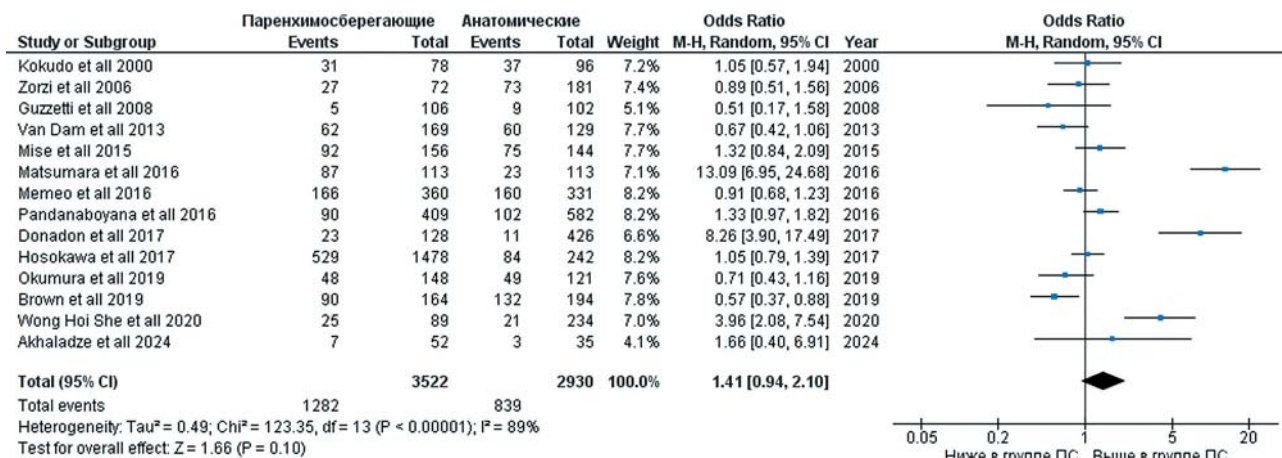 Паренхимосберегающие Анатомические Odds Ratio Odds Ratio
Study or Subgroup Events Total Events Total Weight M-H, Random, 95% CI Year M-H, Random, 95% CI
Kokudo et all 2000 31 78 37 96 7.2% 1.05 [0.57, 1.94] 2000
Zorzi et all 2006 27 72 73 181 7.4% 0.89 [0.51, 1.56] 2006
Guzzetti et all 2008 5 106 9 102 5.1% 0.51 [0.17, 1.58] 2008
Van Dam et all 2013 62 169 60 129 7.7% 0.67 [0.42, 1.06] 2013
Mise et all 2015 92 156 75 144 7.7% 1.32 [0.84, 2.09] 2015
Matsumara et all 2016 87 113 23 113 7.1% 13.09 [6.95, 24.68] 2016
Memeo et all 2016 166 360 160 331 8.2% 0.91 [0.68, 1.23] 2016
Pandanaboyana et all 2016 90 409 102 582 8.2% 1.33 [0.97, 1.82] 2016
Donadon et all 2017 23 128 11 426 6.6% 8.26 [3.90, 17.49] 2017
Hosokawa et all 2017 529 1478 84 242 8.2% 1.05 [0.79, 1.39] 2017
Okumura et all 2019 48 148 49 121 7.6% 0.71 [0.43, 1.16] 2019
Brown et all 2019 90 164 132 194 7.8% 0.57 [0.37, 0.88] 2019
Wong Hoi She et all 2020 25 89 21 234 7.0% 3.96 [2.08, 7.54] 2020
Akhaladze et all 2024 7 52 3 35 4.1% 1.66 [0.40, 6.91] 2024
Total (95% CI) 3522 2930 100.0% 1.41 [0.94, 2.10]
Total events 1282 839
Heterogeneity: Tau² = 0.49; Chi² = 123.35, df = 13 (P < 0.00001); I² = 89%
Test for overall effect: Z = 1.66 (P = 0.10)
0.05 0.2 1 5 20
Ниже в группе ПС Выше в группе ПС